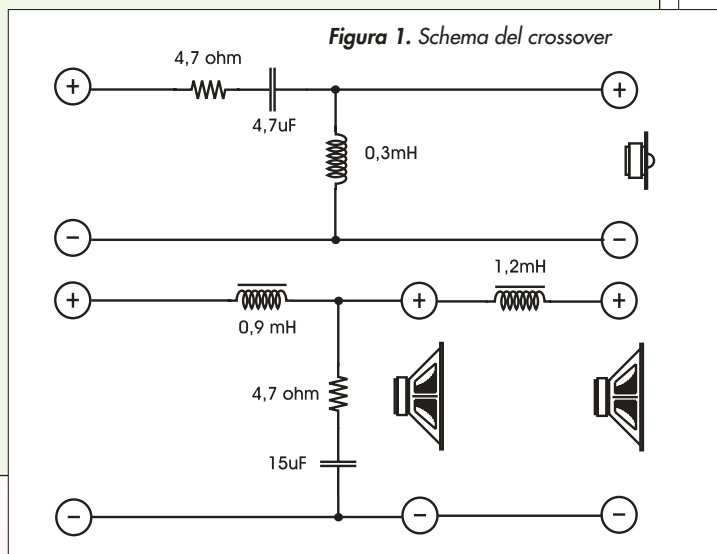 Figura 1. Schema del crossover
4,7 ohm
+
+
4,7uF
0,3mH
−
−
1,2mH
+
+
+
0,9 mH
4,7 ohm
15uF
−
−
−